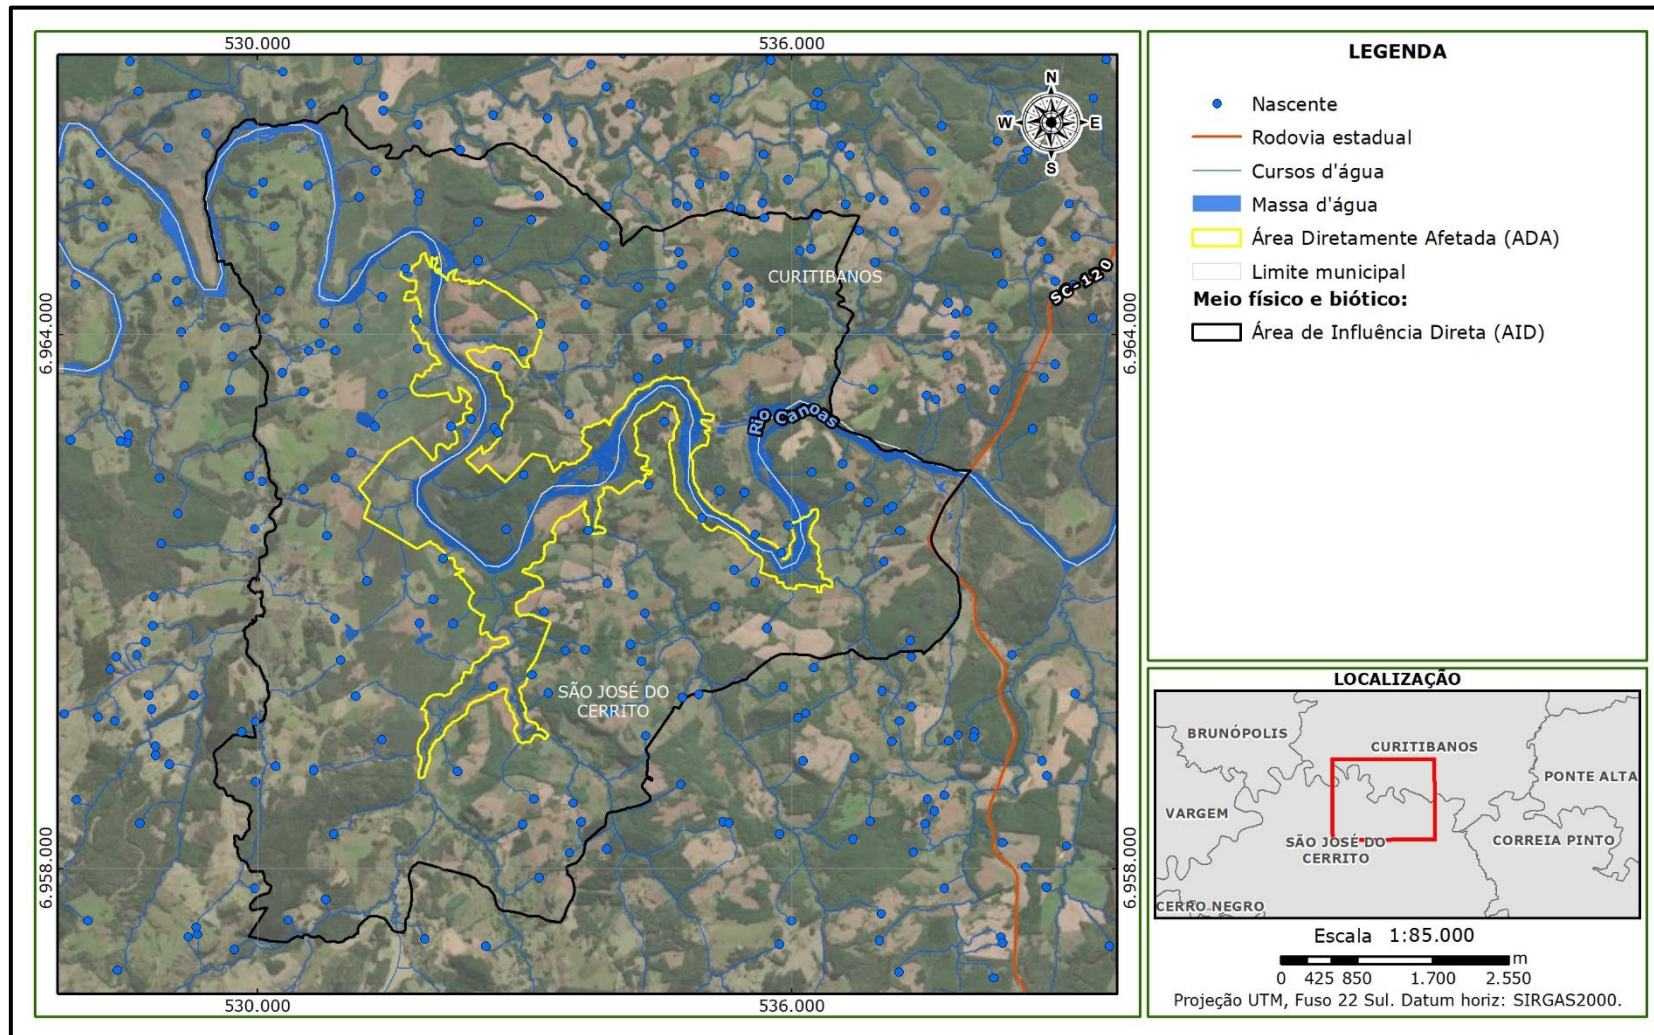 530.000
536.000
N
W
E
S
CURITIBANOS
SC-120
6.964.000
6.964.000
Rio Canoas
SÃO JOSÉ DO
CERRITO
6.958.000
6.958.000
530.000
536.000
LEGENDA
Nascente
Rodovia estadual
Cursos d'água
Massa d'água
Área Diretamente Afetada (ADA)
Limite municipal
Meio físico e biótico:
Área de Influência Direta (AID)
LOCALIZAÇÃO
BRUNÓPOLIS
CURITIBANOS
PONTE ALTA
VARGEM
SÃO JOSÉ DO
CERRITO
CORREIA PINTO
CERRO NEGRO
Escala 1:85.000
m
0 425 850 1.700 2.550
Projeção UTM, Fuso 22 Sul. Datum horiz: SIRGAS2000.